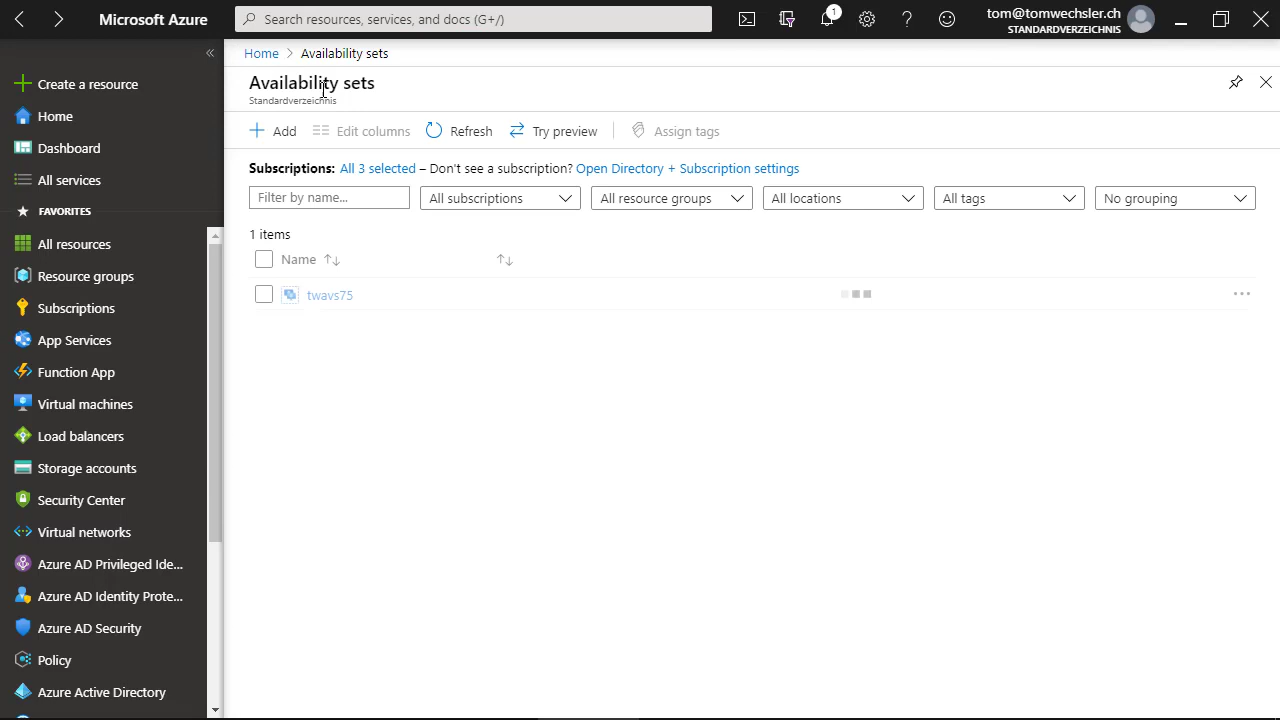 Microsoft Azure
Search resources, services, and docs (G+/)
1
tom@tomwechsler.ch
STANDARDVERZEICHNIS
Create a resource
Home
Dashboard
All services
FAVORITES
All resources
Resource groups
Subscriptions
App Services
Function App
Virtual machines
Load balancers
Storage accounts
Security Center
Virtual networks
Azure AD Privileged Ide...
Azure AD Identity Prote...
Azure AD Security
Policy
Azure Active Directory
Home > Availability sets
Availability sets
Standardverzeichnis
Add Edit columns Refresh Try preview Assign tags
Subscriptions: All 3 selected – Don't see a subscription? Open Directory + Subscription settings
Filter by name... All subscriptions All resource groups All locations All tags No grouping
1 items
Name
twavs75